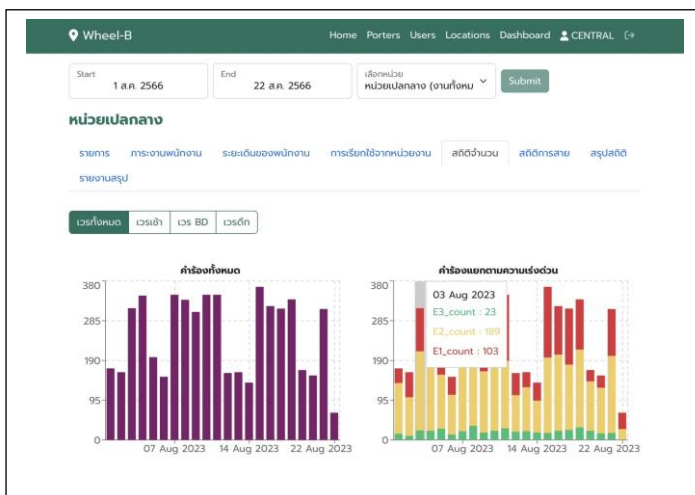 Wheel-B Home Porters Users Locations Dashboard CENTRAL
Start End เลือกหน่วย
1 ส.ค. 2566 22 ส.ค. 2566 หน่วยเปลกลาง (งานทั้งหม Submit
หน่วยเปลกลาง
รายการ ภาระงานพนักงาน ระยะเดินของพนักงาน การเรียกใช้จากหน่วยงาน สถิติจำนวน สถิติการสาย สรุปสถิติ
รายงานสรุป
เวรทั้งหมด เวรเช้า เวร BD เวรดึก
คำร้องทั้งหมด คำร้องแยกตามความเร่งด่วน
380 380
03 Aug 2023
E3_count : 23
285 285
E2_count : 189
E1_count : 103
190 190
95 95
0 0
07 Aug 2023 14 Aug 2023 22 Aug 2023 07 Aug 2023 14 Aug 2023 22 Aug 2023